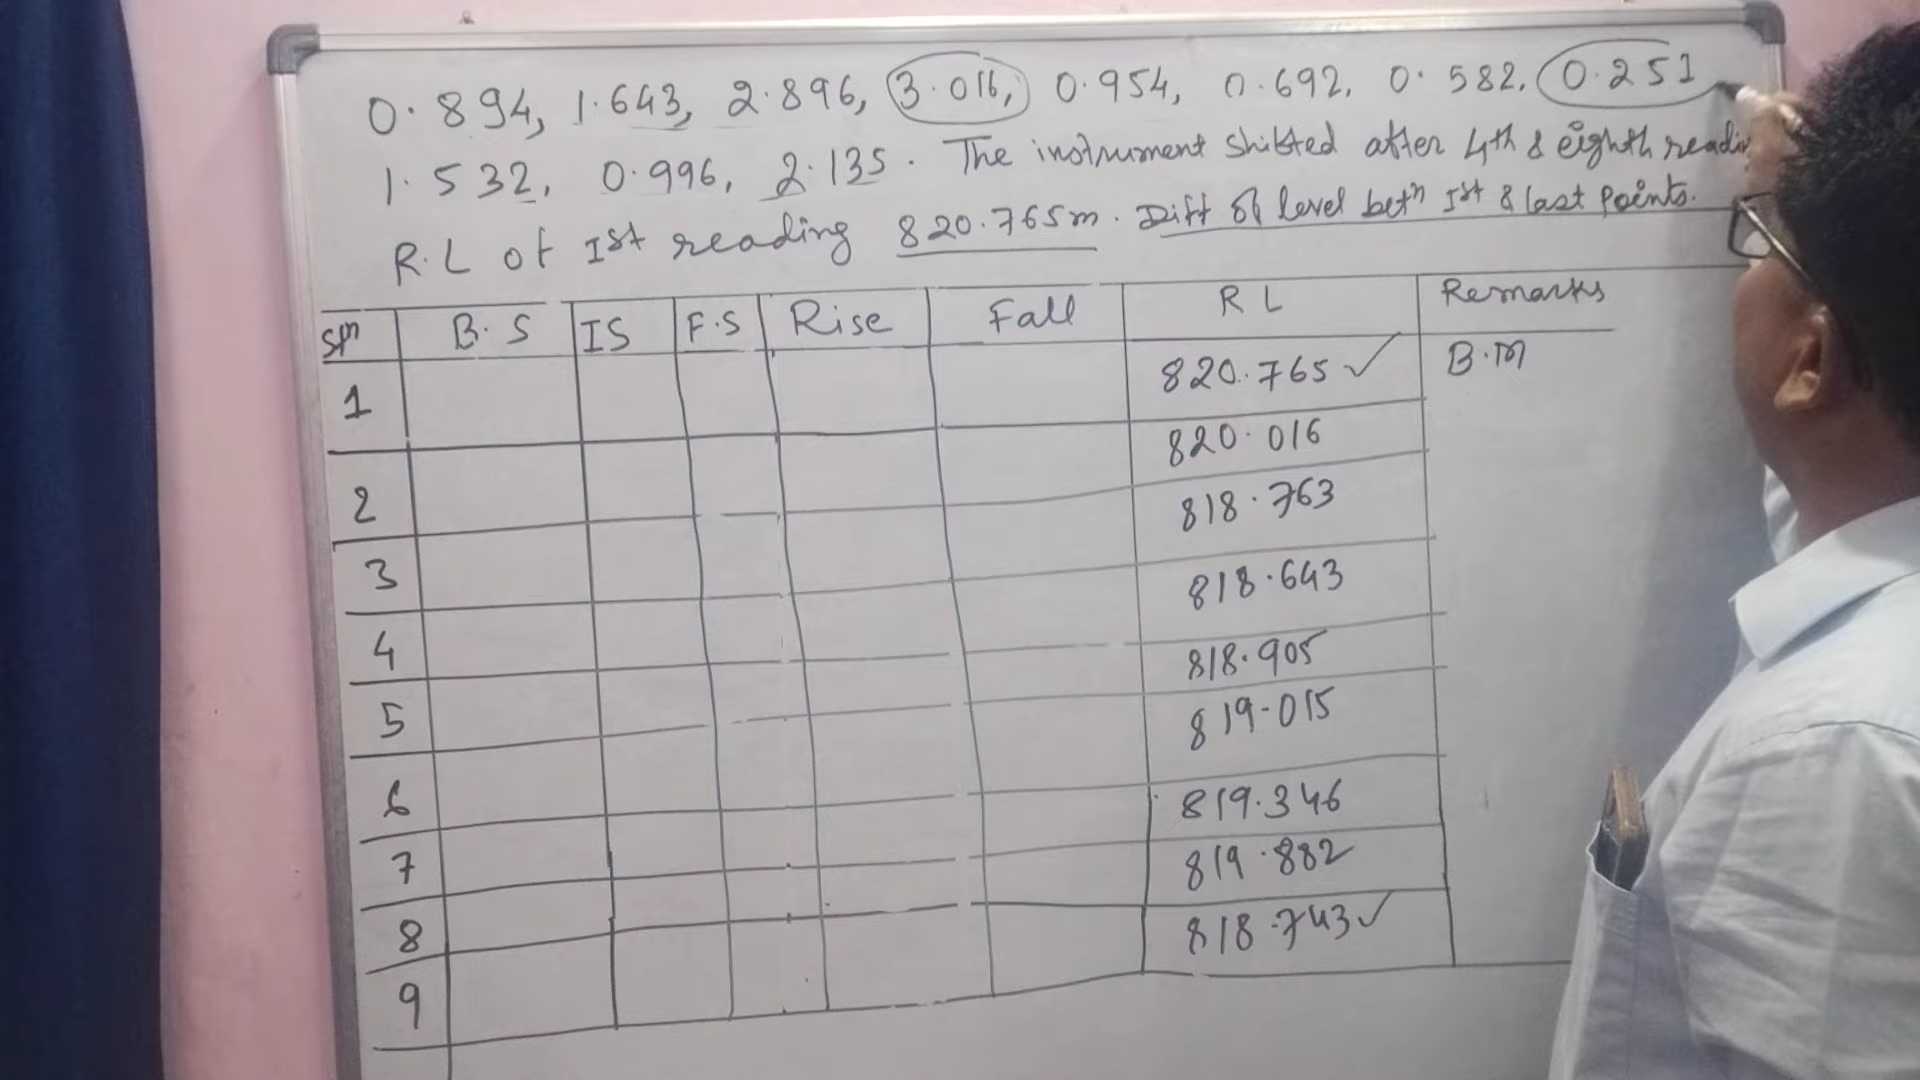 0.894, 1.643, 2.896, 3.016, 0.954, 0.692, 0.582, 0.251
1.532, 0.996, 2.135. The instrument shifted after 4th & eighth
R.L of Ist reading 820.765m. Diff of level betn Ist & last points.
Stn B.S IS F.S Rise Fall RL Remarks
1 820.765 ✓ B.M
2 820.016
3 818.763
4 818.643
5 818.905
6 819-015
7 819.346
8 819.882
9 818.743 ✓